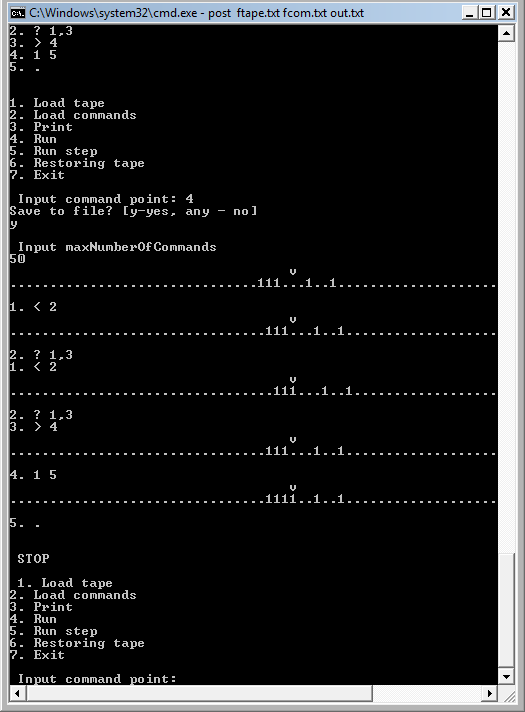 C:\Windows\system32\cmd.exe - post ftape.txt fcom.txt out.txt
2. ? 1,3
3. > 4
4. 1 5
5. .
1. Load tape
2. Load commands
3. Print
4. Run
5. Run step
6. Restoring tape
7. Exit
Input command point: 4
Save to file? [y-yes, any - no]
y
Input maxNumberOfCommands
50
v
...............................111...1..1....................
1. < 2
v
................................111...1..1...................
2. ? 1,3
1. < 2
v
.................................111...1..1..................
2. ? 1,3
3. > 4
v
................................111...1..1...................
4. 1 5
v
................................1111..1..1...................
5. .
STOP
1. Load tape
2. Load commands
3. Print
4. Run
5. Run step
6. Restoring tape
7. Exit
Input command point: